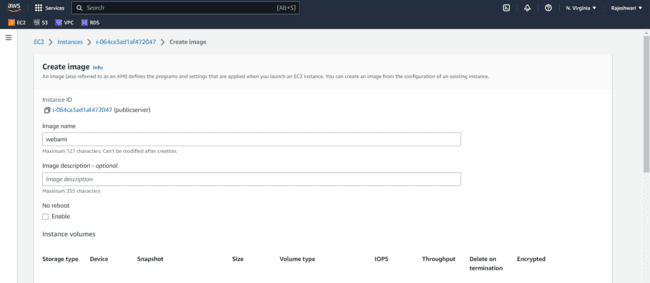 aws Services Search [Alt+S] N. Virginia Rajeshwari
EC2 S3 VPC RDS
EC2 > Instances > i-064ca5ad1af472047 > Create image
Create image Info
An image (also referred to as an AMI) defines the programs and settings that are applied when you launch an EC2 instance. You can create an image from the configuration of an existing instance.
Instance ID
i-064ca5ad1af472047 (publicserver)
Image name
webami
Maximum 127 characters. Can't be modified after creation.
Image description - optional
Image description
Maximum 255 characters
No reboot
Enable
Instance volumes
Storage type Device Snapshot Size Volume type IOPS Throughput Delete on termination Encrypted